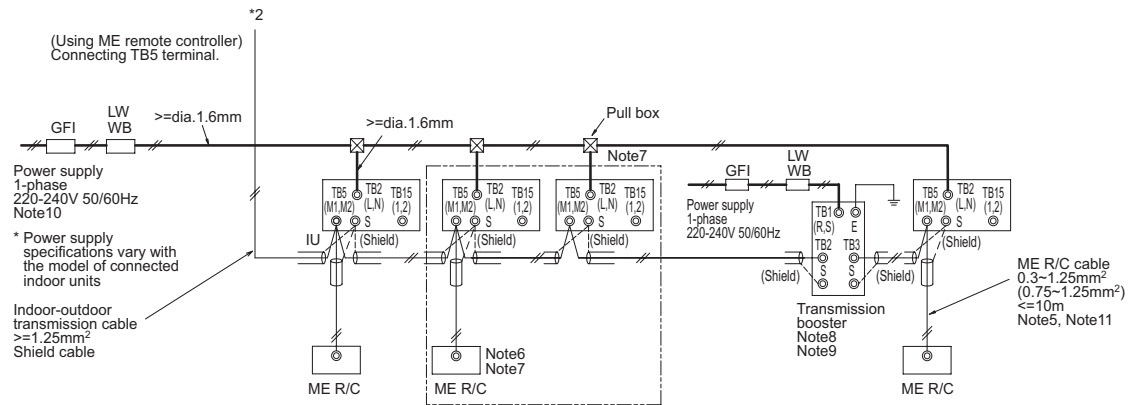 *2
(Using ME remote controller)
Connecting TB5 terminal.
GFI
LW
WB
>=dia.1.6mm
>=dia.1.6mm
Pull box
Note7
Power supply
1-phase
220-240V 50/60Hz
Note10
* Power supply
specifications vary with
the model of connected
indoor units
Indoor-outdoor
transmission cable
>=1.25mm²
Shield cable
TB5
(M1,M2)
TB2
(L,N)
TB15
(1,2)
S
IU
(Shield)
ME R/C
TB5
(M1,M2)
TB2
(L,N)
TB15
(1,2)
S
(Shield)
ME R/C
Note6
Note7
TB5
(M1,M2)
TB2
(L,N)
TB15
(1,2)
S
(Shield)
GFI
LW
WB
Power supply
1-phase
220-240V 50/60Hz
TB1
(R,S)
E
TB2
TB3
S
S
(Shield)
(Shield)
Transmission
booster
Note8
Note9
TB5
(M1,M2)
TB2
(L,N)
TB15
(1,2)
S
(Shield)
ME R/C
ME R/C cable
0.3~1.25mm²
(0.75~1.25mm²)
<=10m
Note5, Note11